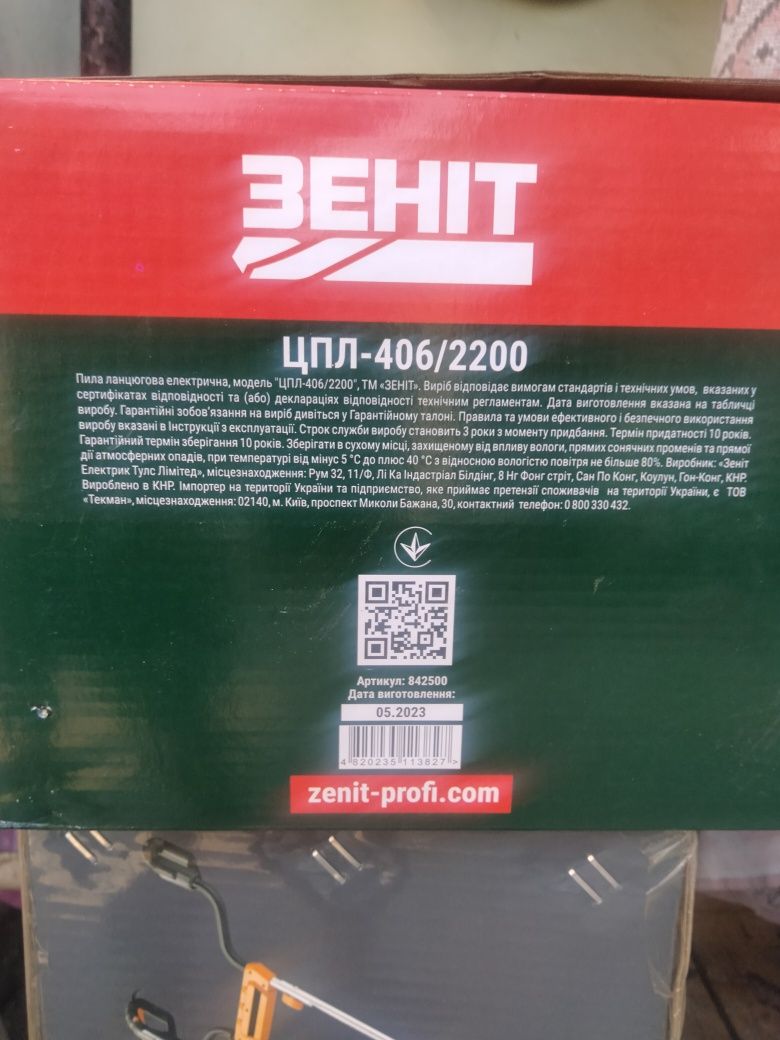 ЗЕНІТ
ЦПЛ-406/2200
Пила ланцюгова електрична, модель "ЦПЛ-406/2200", ТМ «ЗЕНІТ». Виріб відповідає вимогам стандартів і технічних умов, вказаних у
сертифікатах відповідності та (або) деклараціях відповідності технічним регламентам. Дата виготовлення вказана на табличці
виробу. Гарантійні зобов'язання на виріб дивіться у Гарантійному талоні. Правила та умови ефективного і безпечного використання
виробу вказані в Інструкції з експлуатації. Строк служби виробу становить 3 роки з моменту придбання. Термін придатності 10 років.
Гарантійний термін зберігання 10 років. Зберігати в сухому місці, захищеному від впливу вологи, прямих сонячних променів та прямої
дії атмосферних опадів, при температурі від мінус 5 °С до плюс 40 °С з відносною вологістю повітря не більше 80%. Виробник: «Зеніт
Електрик Тулс Лімітед», місцезнаходження: Рум 32, 11/Ф, Лі Ка Індастріал Білдінг, 8 Нг Фонг стріт, Сан По Конг, Коулун, Гон-Конг, КНР.
Вироблено в КНР. Імпортер на території України та підприємство, яке приймає претензії споживачів на території України, є ТОВ
«Текман», місцезнаходження: 02140, м. Київ, проспект Миколи Бажана, 30, контактний телефон: 0 800 330 432.
Артикул: 842500
Дата виготовлення:
05.2023
4 820235 113827 >
zenit-profi.com